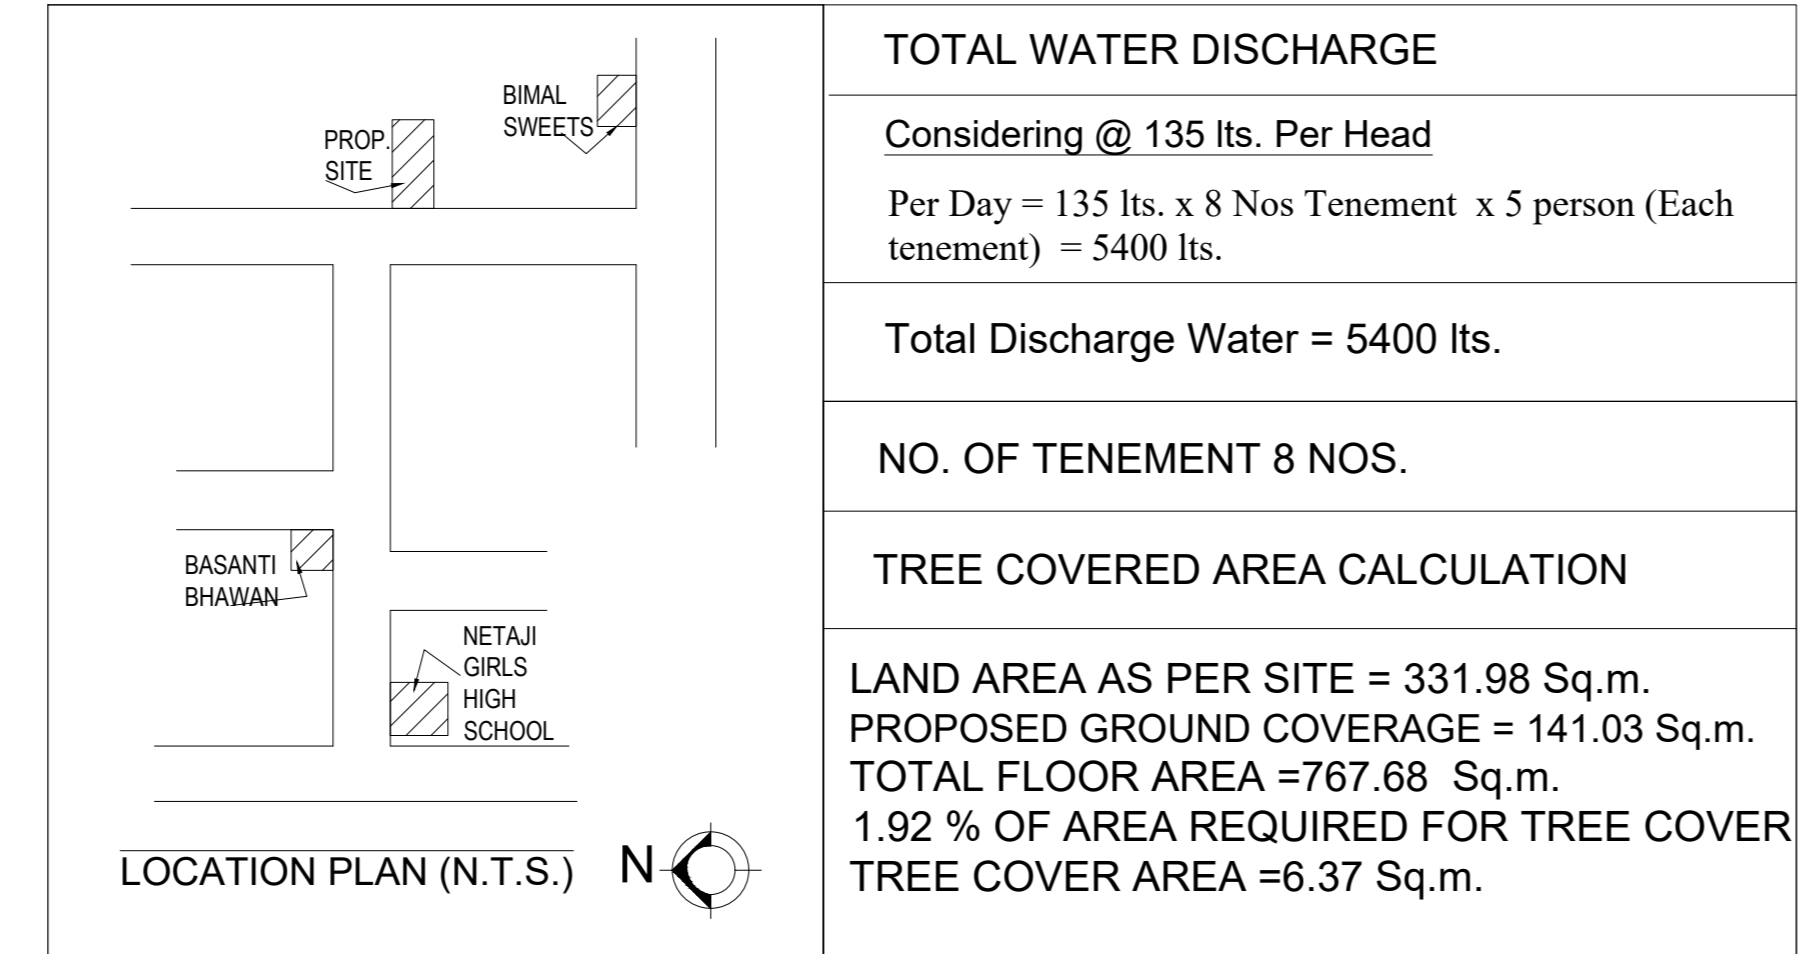 BIMAL
SWEETS
PROP.
SITE
BASANTI
BHAWAN
NETAJI
GIRLS
HIGH
SCHOOL
LOCATION PLAN (N.T.S.)
N
TOTAL WATER DISCHARGE
Considering @ 135 lts. Per Head
Per Day = 135 lts. x 8 Nos Tenement x 5 person (Each
tenement) = 5400 lts.
Total Discharge Water = 5400 lts.
NO. OF TENEMENT 8 NOS.
TREE COVERED AREA CALCULATION
LAND AREA AS PER SITE = 331.98 Sq.m.
PROPOSED GROUND COVERAGE = 141.03 Sq.m.
TOTAL FLOOR AREA =767.68 Sq.m.
1.92 % OF AREA REQUIRED FOR TREE COVER
TREE COVER AREA =6.37 Sq.m.